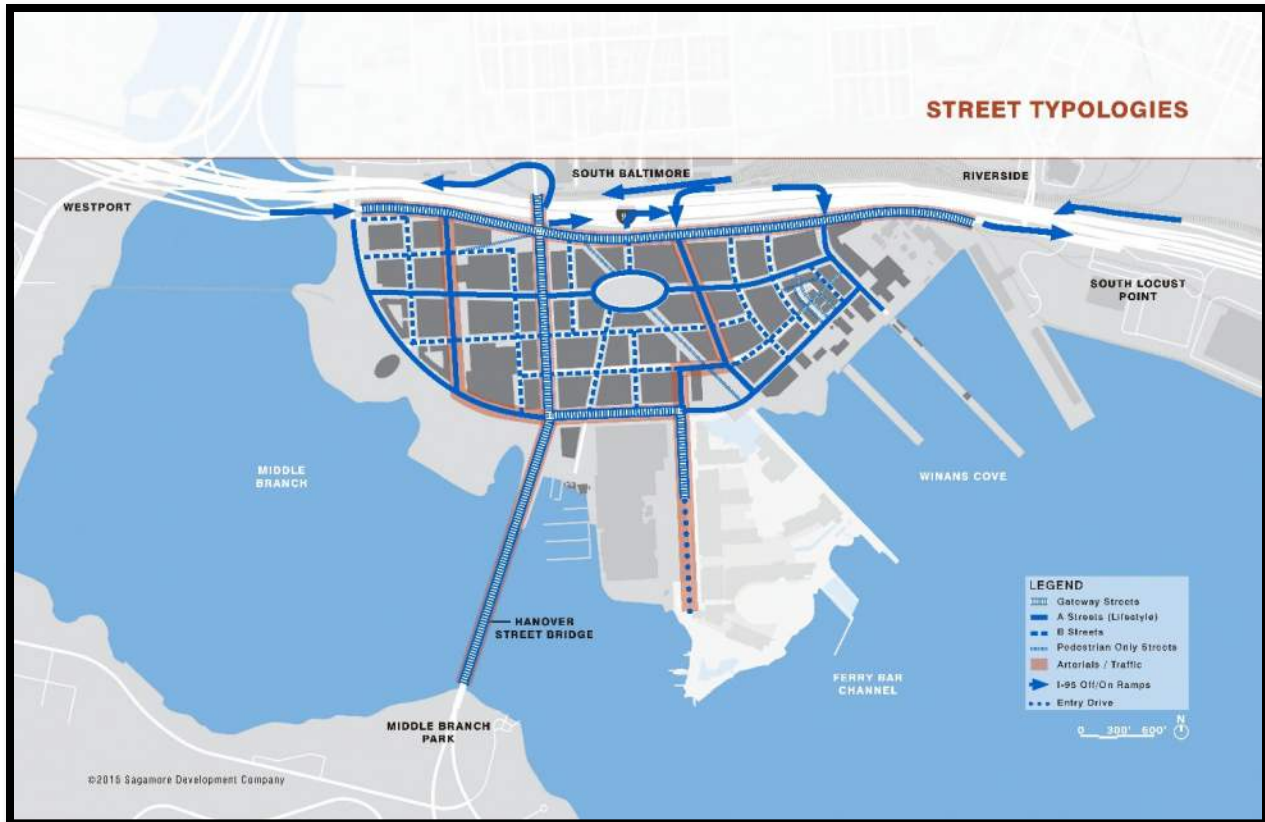 STREET TYPOLOGIES
SOUTH BALTIMORE
RIVERSIDE
WESTPORT
SOUTH LOCUST
POINT
MIDDLE
BRANCH
WINANS COVE
HANOVER
STREET BRIDGE
FERRY BAR
CHANNEL
MIDDLE BRANCH
PARK
LEGEND
Gateway Streets
A Streets (Lifestyle)
B Streets
Pedestrian Only Streets
Arterials / Traffic
I-95 Off/On Ramps
Entry Drive
N
0 300' 600'
©2015 Sagamore Development Company